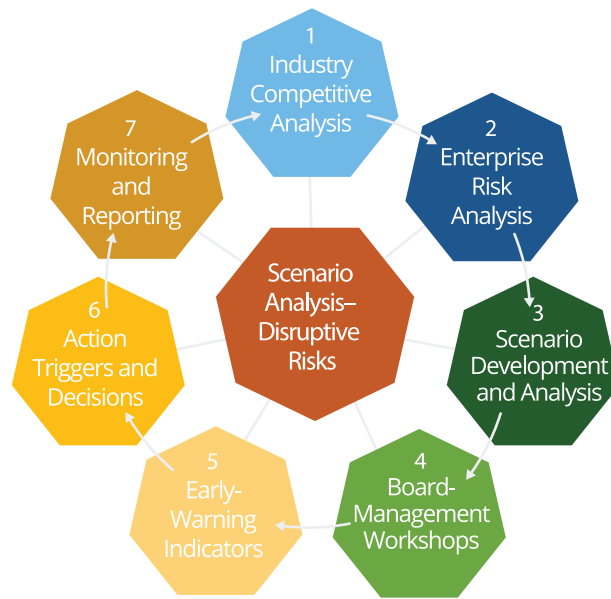 1
Industry
Competitive
Analysis
2
Enterprise
Risk
Analysis
3
Scenario
Development
and Analysis
4
Board-
Management
Workshops
5
Early-
Warning
Indicators
6
Action
Triggers and
Decisions
7
Monitoring
and
Reporting
Scenario
Analysis–
Disruptive
Risks